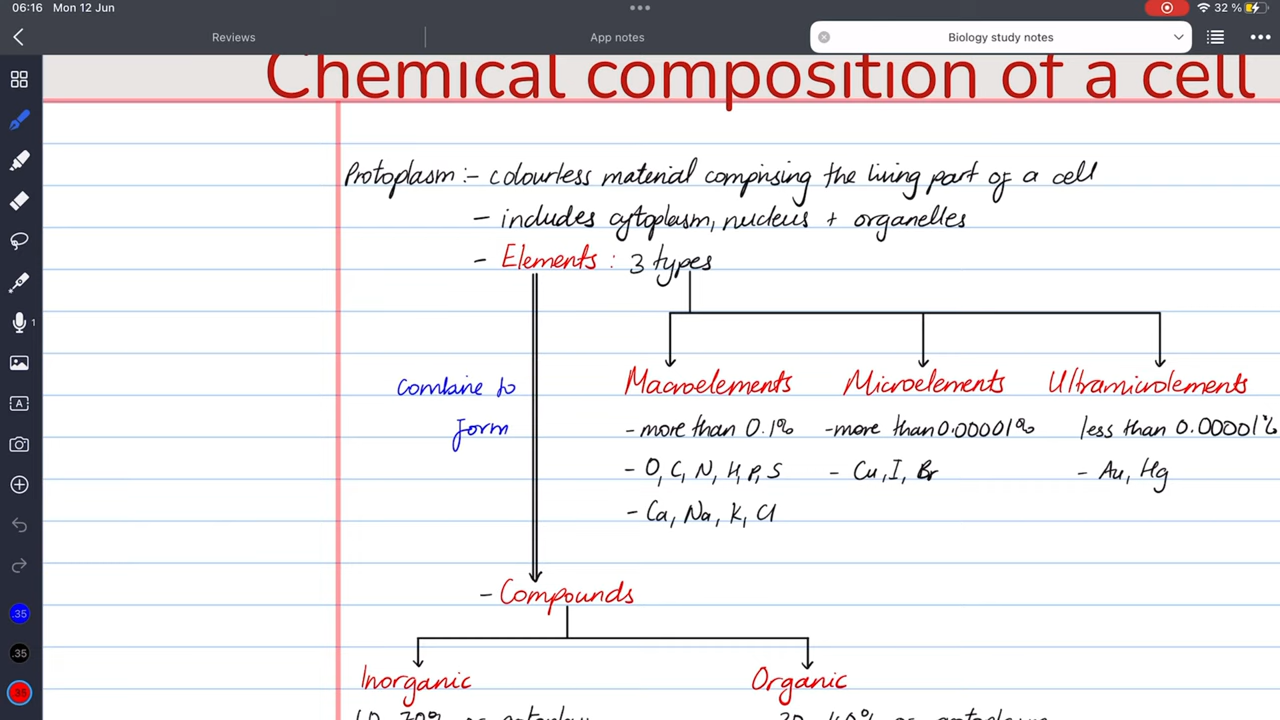 06:16 Mon 12 Jun
32 %
Reviews
App notes
Biology study notes
Chemical composition of a cell
Protoplasm :- colourless material comprising the living part of a cell
- includes cytoplasm, nucleus + organelles
- Elements : 3 types
combine to
form
Macroelements
- more than 0.1%
- O, C, N, H, P, S
- Ca, Na, K, Cl
Microelements
- more than 0.00001%
- Cu, I, Br
Ultramicrolements
less than 0.00001%
- Au, Hg
- Compounds
Inorganic
Organic
1
.35
.35
.35